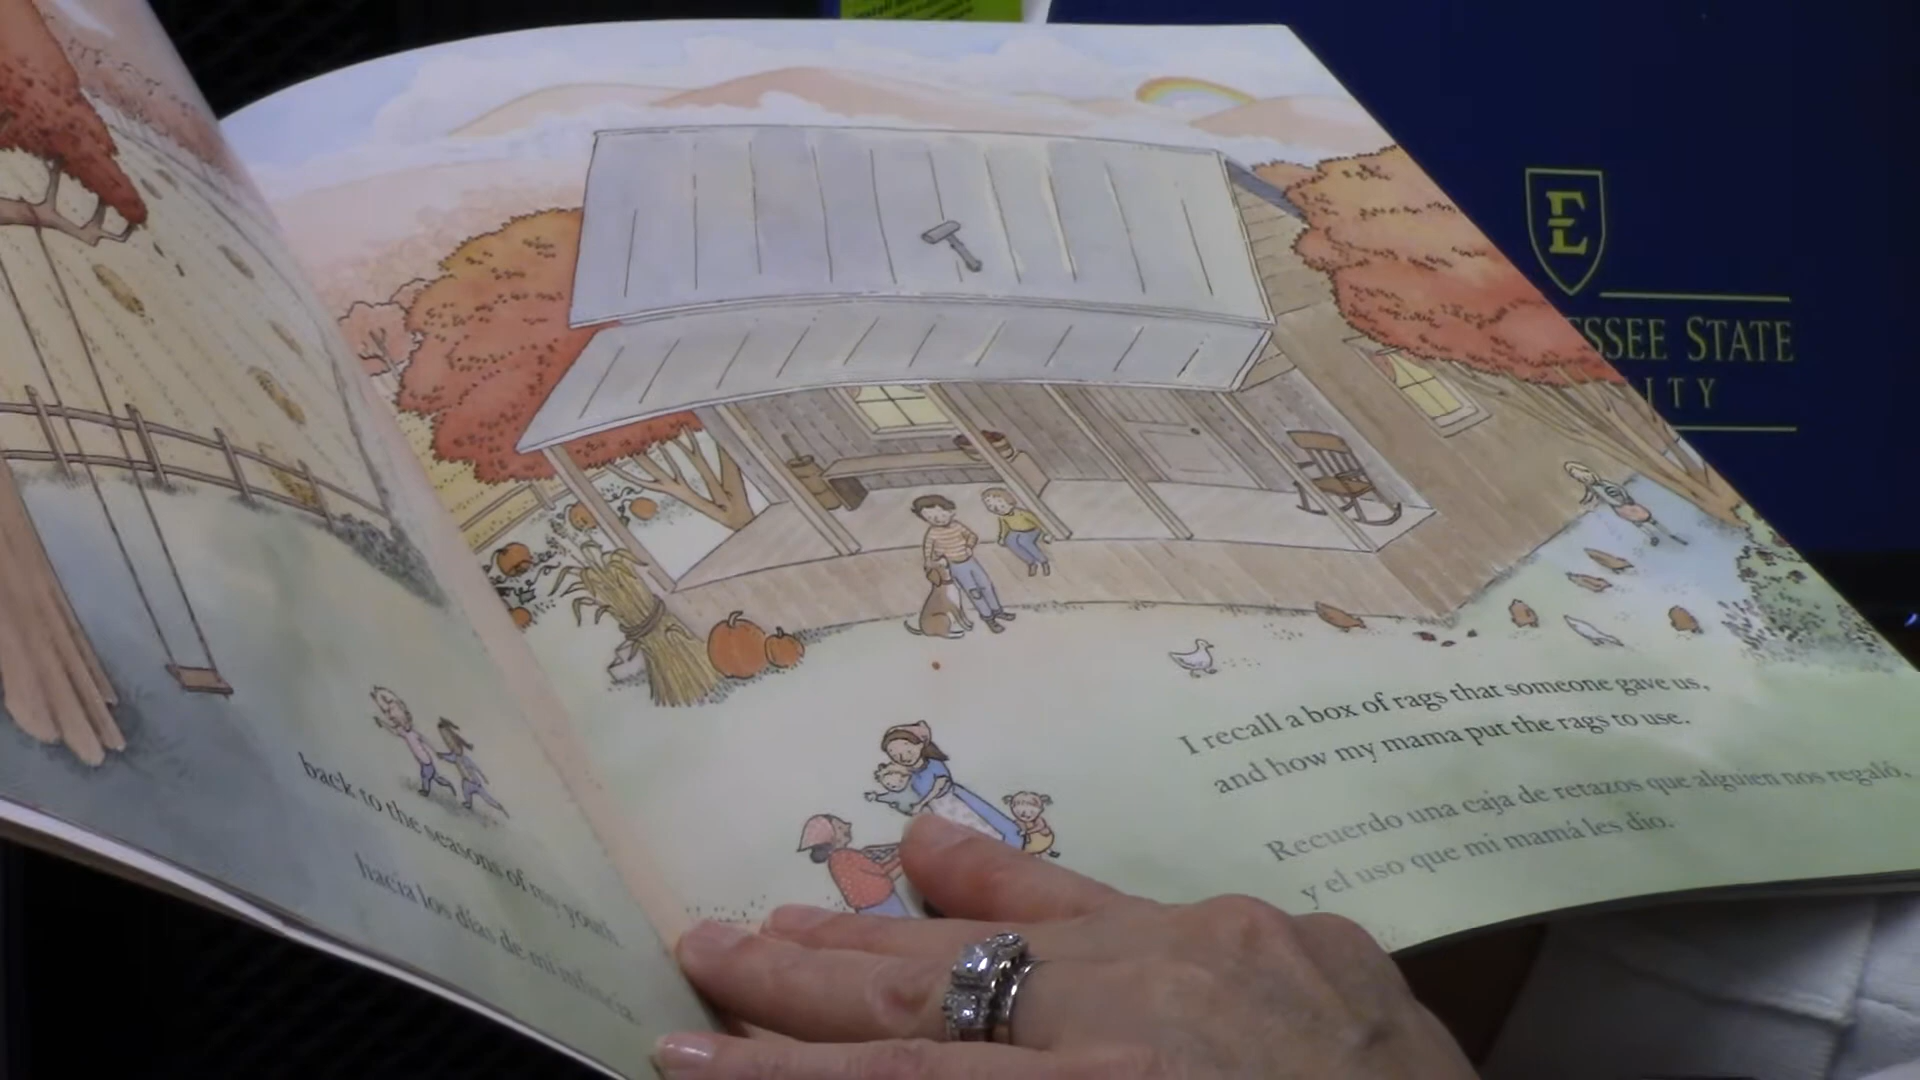 back to the seasons of my youth.
hacia los días de mi infancia.
I recall a box of rags that someone gave us,
and how my mama put the rags to use.
Recuerdo una caja de retazos que alguien nos regaló,
y el uso que mi mamá les dio.
E
STATE